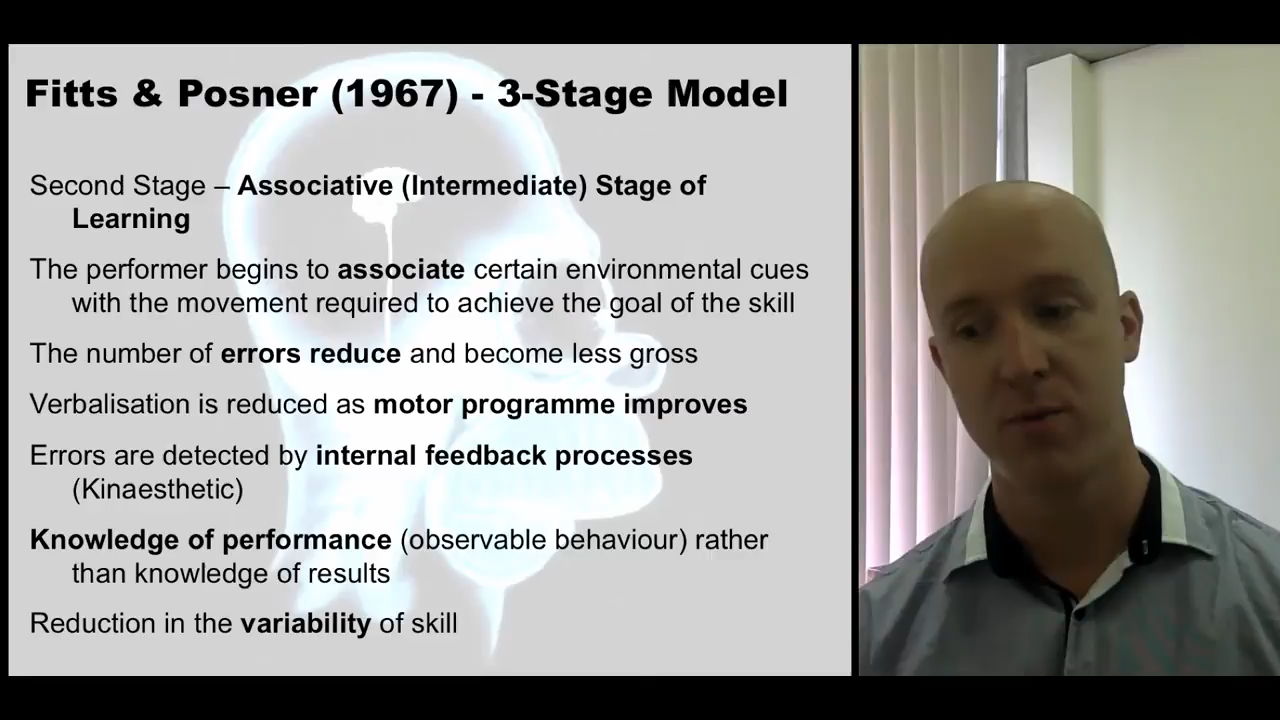 Fitts & Posner (1967) - 3-Stage Model
Second Stage – Associative (Intermediate) Stage of
Learning
The performer begins to associate certain environmental cues
with the movement required to achieve the goal of the skill
The number of errors reduce and become less gross
Verbalisation is reduced as motor programme improves
Errors are detected by internal feedback processes
(Kinaesthetic)
Knowledge of performance (observable behaviour) rather
than knowledge of results
Reduction in the variability of skill